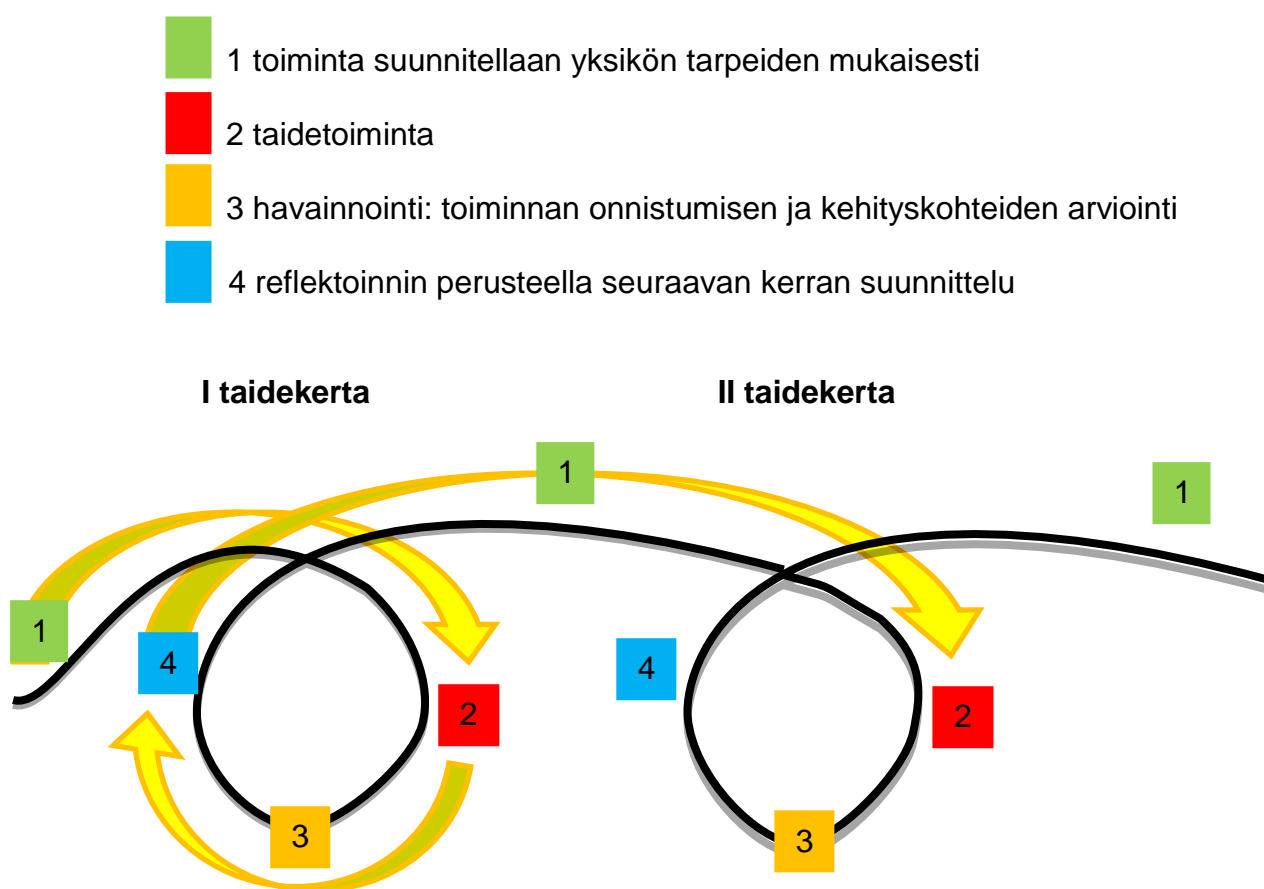 1 toiminta suunnitellaan yksikön tarpeiden mukaisesti
2 taidetoiminta
3 havainnointi: toiminnan onnistumisen ja kehityskohteiden arviointi
4 reflektoinnin perusteella seuraavan kerran suunnittelu
I taidekerta
II taidekerta
1
1
1
4
4
2
2
3
3